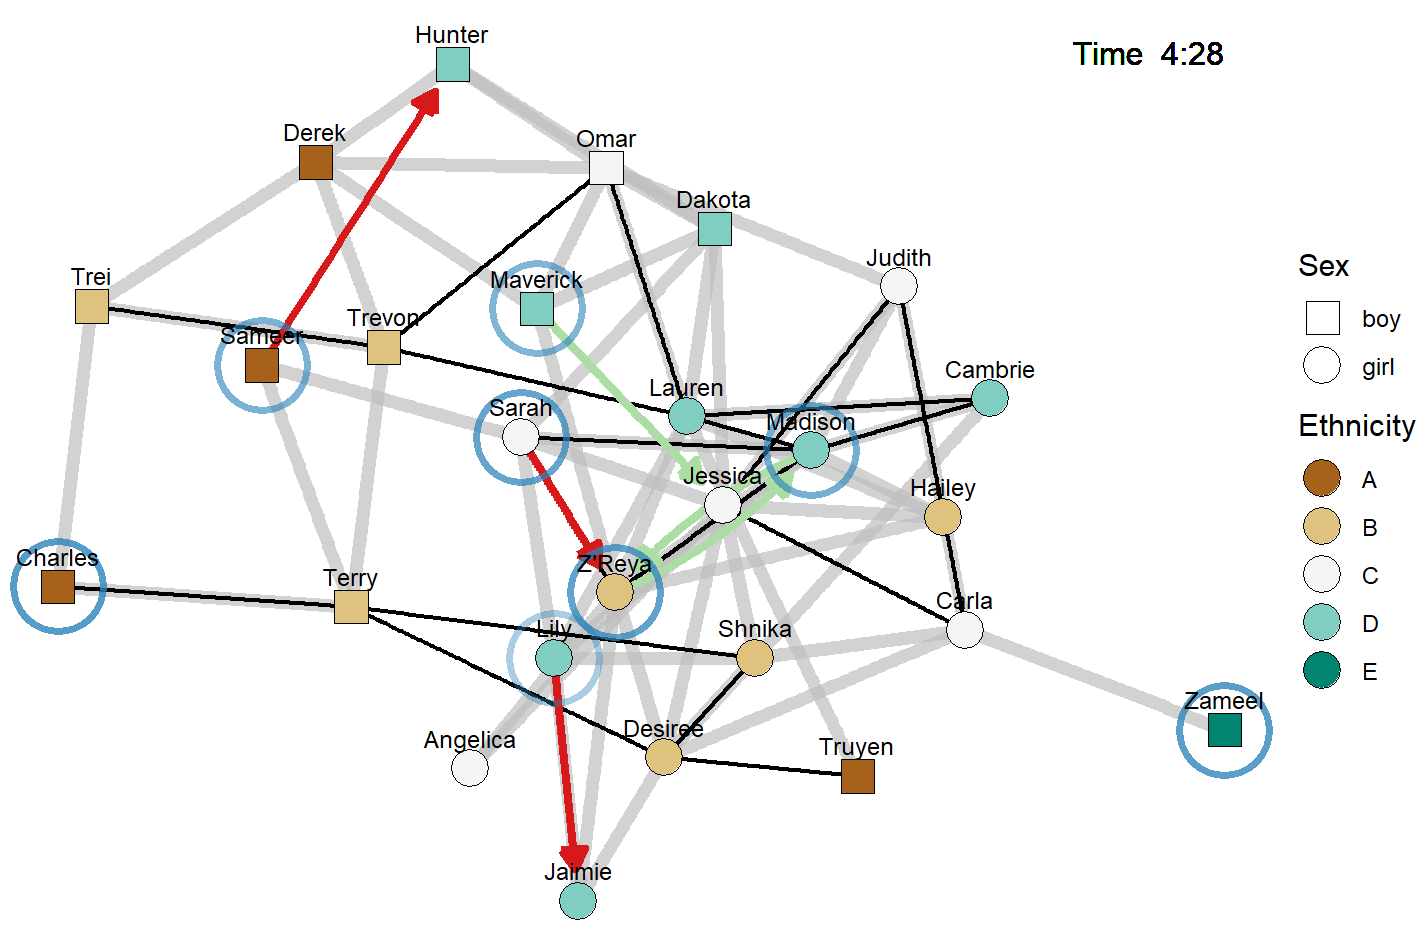 Hunter
Time 4:28
Derek
Omar
Dakota
Judith
Trei
Maverick
Sameer
Trevon
Lauren
Cambrie
Sarah
Madison
Jessica
Hailey
Charles
Terry
Z'Reya
Carla
Lily
Shnika
Zameel
Angelica
Desiree
Truyen
Jaimie
Sex
boy
girl
Ethnicity
A
B
C
D
E